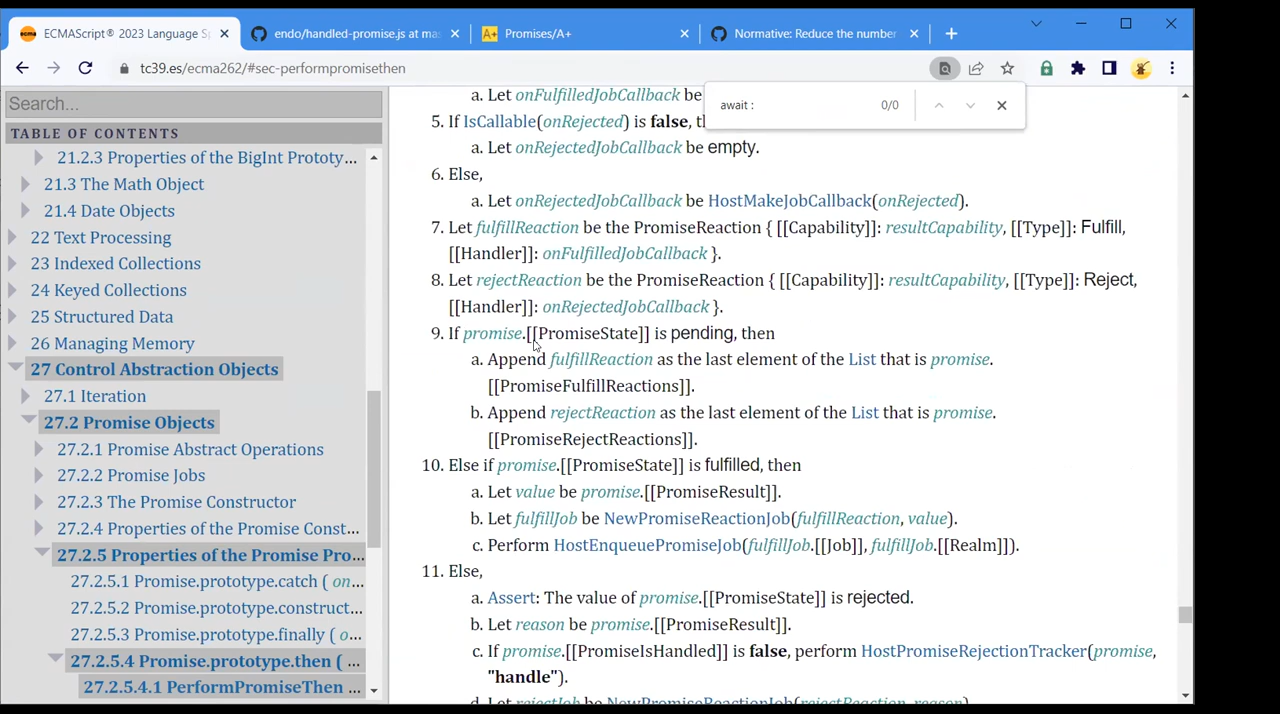 ECMAScript® 2023 Language Sp
endo/handled-promise.js at mas
A+ Promises/A+
Normative: Reduce the number
tc39.es/ecma262/#sec-performpromisethen
await :
0/0
Search...
TABLE OF CONTENTS
21.2.3 Properties of the BigInt Prototy...
21.3 The Math Object
21.4 Date Objects
22 Text Processing
23 Indexed Collections
24 Keyed Collections
25 Structured Data
26 Managing Memory
27 Control Abstraction Objects
27.1 Iteration
27.2 Promise Objects
27.2.1 Promise Abstract Operations
27.2.2 Promise Jobs
27.2.3 The Promise Constructor
27.2.4 Properties of the Promise Const...
27.2.5 Properties of the Promise Pro...
27.2.5.1 Promise.prototype.catch ( on...
27.2.5.2 Promise.prototype.construct...
27.2.5.3 Promise.prototype.finally ( o...
27.2.5.4 Promise.prototype.then ( ...
27.2.5.4.1 PerformPromiseThen ...
a. Let onFulfilledJobCallback be
5. If IsCallable(onRejected) is false, th
a. Let onRejectedJobCallback be empty.
6. Else,
a. Let onRejectedJobCallback be HostMakeJobCallback(onRejected).
7. Let fulfillReaction be the PromiseReaction { [[Capability]]: resultCapability, [[Type]]: Fulfill,
[[Handler]]: onFulfilledJobCallback }.
8. Let rejectReaction be the PromiseReaction { [[Capability]]: resultCapability, [[Type]]: Reject,
[[Handler]]: onRejectedJobCallback }.
9. If promise.[[PromiseState]] is pending, then
a. Append fulfillReaction as the last element of the List that is promise.
[[PromiseFulfillReactions]].
b. Append rejectReaction as the last element of the List that is promise.
[[PromiseRejectReactions]].
10. Else if promise.[[PromiseState]] is fulfilled, then
a. Let value be promise.[[PromiseResult]].
b. Let fulfillJob be NewPromiseReactionJob(fulfillReaction, value).
c. Perform HostEnqueuePromiseJob(fulfillJob.[[Job]], fulfillJob.[[Realm]]).
11. Else,
a. Assert: The value of promise.[[PromiseState]] is rejected.
b. Let reason be promise.[[PromiseResult]].
c. If promise.[[PromiseIsHandled]] is false, perform HostPromiseRejectionTracker(promise,
"handle").
d. Let rejectJob be NewPromiseReactionJob(rejectReaction, reason).